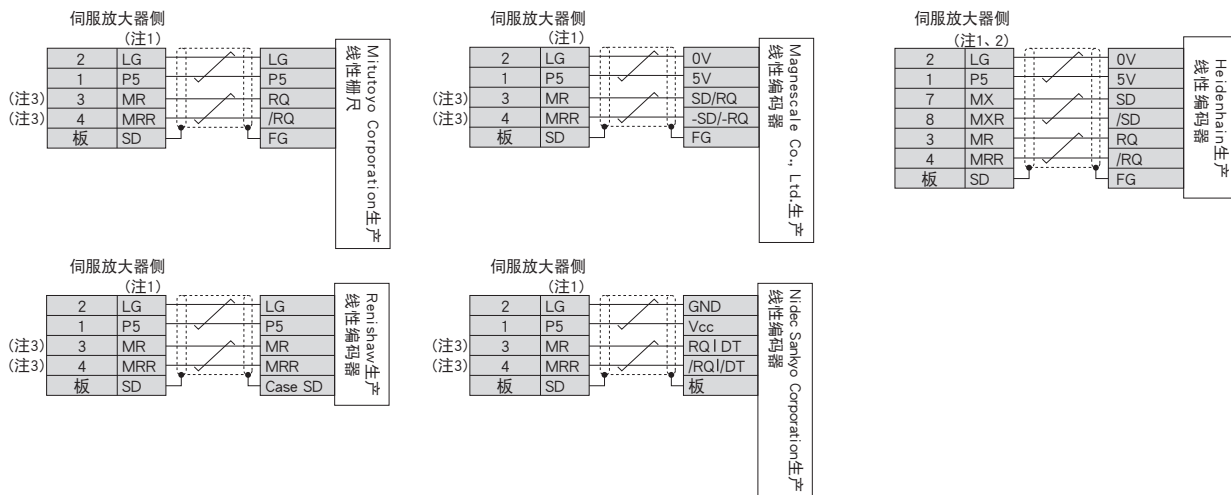 伺服放大器侧
(注1)
2 LG LG
1 P5 P5
(注3) 3 MR RQ
(注3) 4 MRR /RQ
板 SD FG
Mitutoyo Corporation生产
线性栅尺
伺服放大器侧
(注1)
2 LG 0V
1 P5 5V
(注3) 3 MR SD/RQ
(注3) 4 MRR -SD/-RQ
板 SD FG
Magnescale Co., Ltd.生产
线性编码器
伺服放大器侧
(注1、2)
2 LG 0V
1 P5 5V
7 MX SD
8 MXR /SD
3 MR RQ
4 MRR /RQ
板 SD FG
Heidenhain生产
线性编码器
伺服放大器侧
(注1)
2 LG LG
1 P5 P5
(注3) 3 MR MR
(注3) 4 MRR MRR
板 SD Case SD
Renishaw生产
线性编码器
伺服放大器侧
(注1)
2 LG GND
1 P5 Vcc
(注3) 3 MR RQ|DT
(注3) 4 MRR /RQ|/DT
板 SD 板
Nidec Sankyo Corporation生产
线性编码器